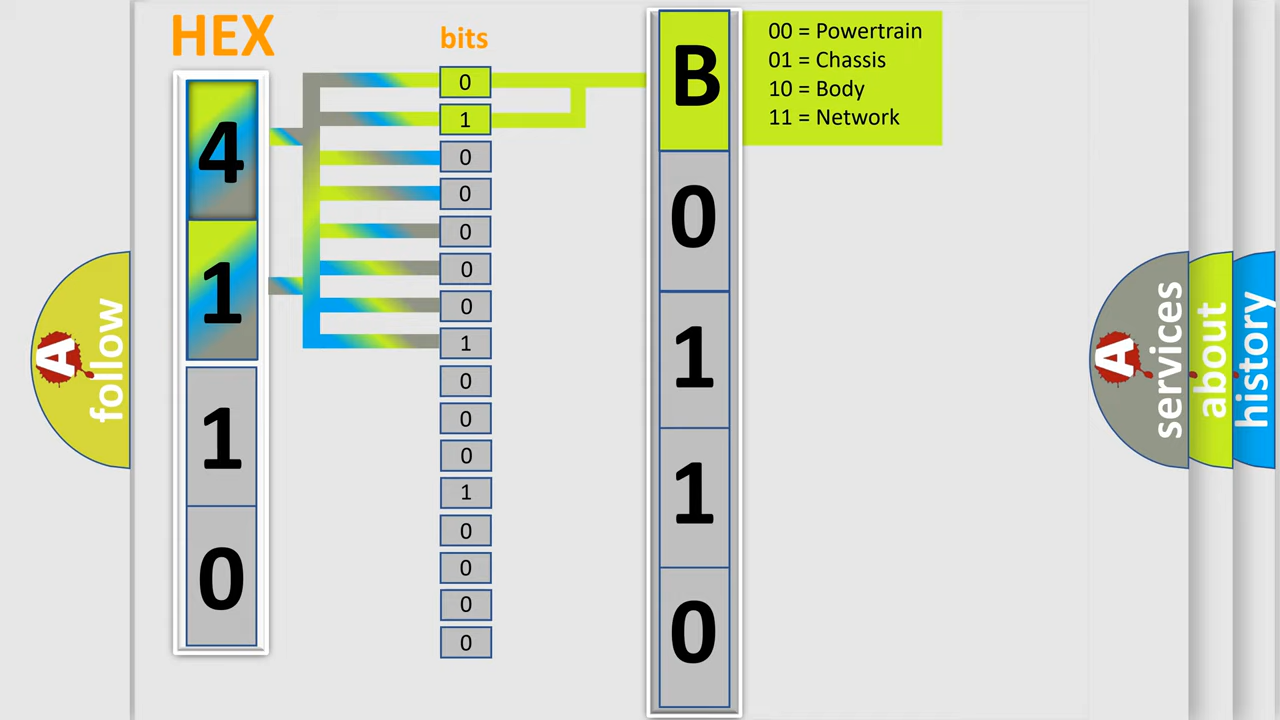 HEX
bits
4
1
1
0
0
1
0
0
0
0
0
1
0
0
0
1
0
0
0
0
B
0
1
1
0
00 = Powertrain
01 = Chassis
10 = Body
11 = Network
A
follow
A
services
about
history